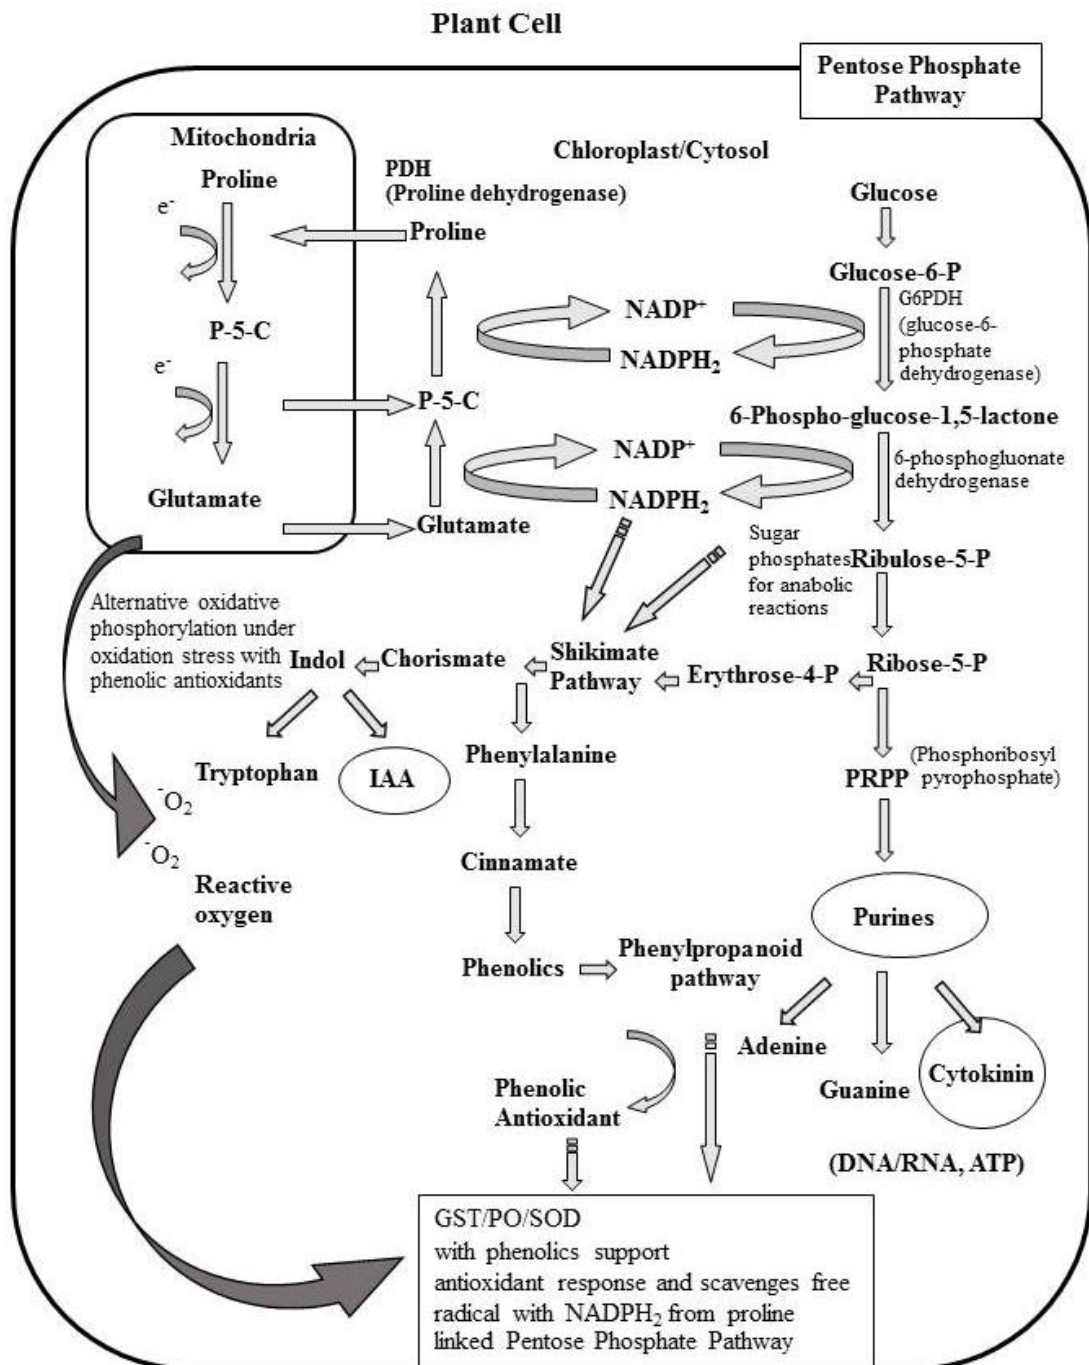 Plant Cell
Pentose Phosphate
Pathway
Mitochondria
Proline
e-
P-5-C
e-
Glutamate
PDH
(Proline dehydrogenase)
Proline
P-5-C
Glutamate
Chloroplast/Cytosol
NADP+
NADPH2
NADP+
NADPH2
Glucose
Glucose-6-P
G6PDH
(glucose-6-
phosphate
dehydrogenase)
6-Phospho-glucose-1,5-lactone
6-phosphogluonate
dehydrogenase
Sugar
phosphates
for anabolic
reactions
Ribulose-5-P
Ribose-5-P
Erythrose-4-P
Shikimate
Pathway
Chorismate
Indol
Alternative oxidative
phosphorylation under
oxidation stress with
phenolic antioxidants
Tryptophan
IAA
Phenylalanine
PRPP
(Phosphoribosyl
pyrophosphate)
-O2
-O2
Reactive
oxygen
Cinnamate
Phenolics
Phenylpropanoid
pathway
Purines
Adenine
Guanine
Cytokinin
(DNA/RNA, ATP)
Phenolic
Antioxidant
GST/PO/SOD
with phenolics support
antioxidant response and scavenges free
radical with NADPH2 from proline
linked Pentose Phosphate Pathway